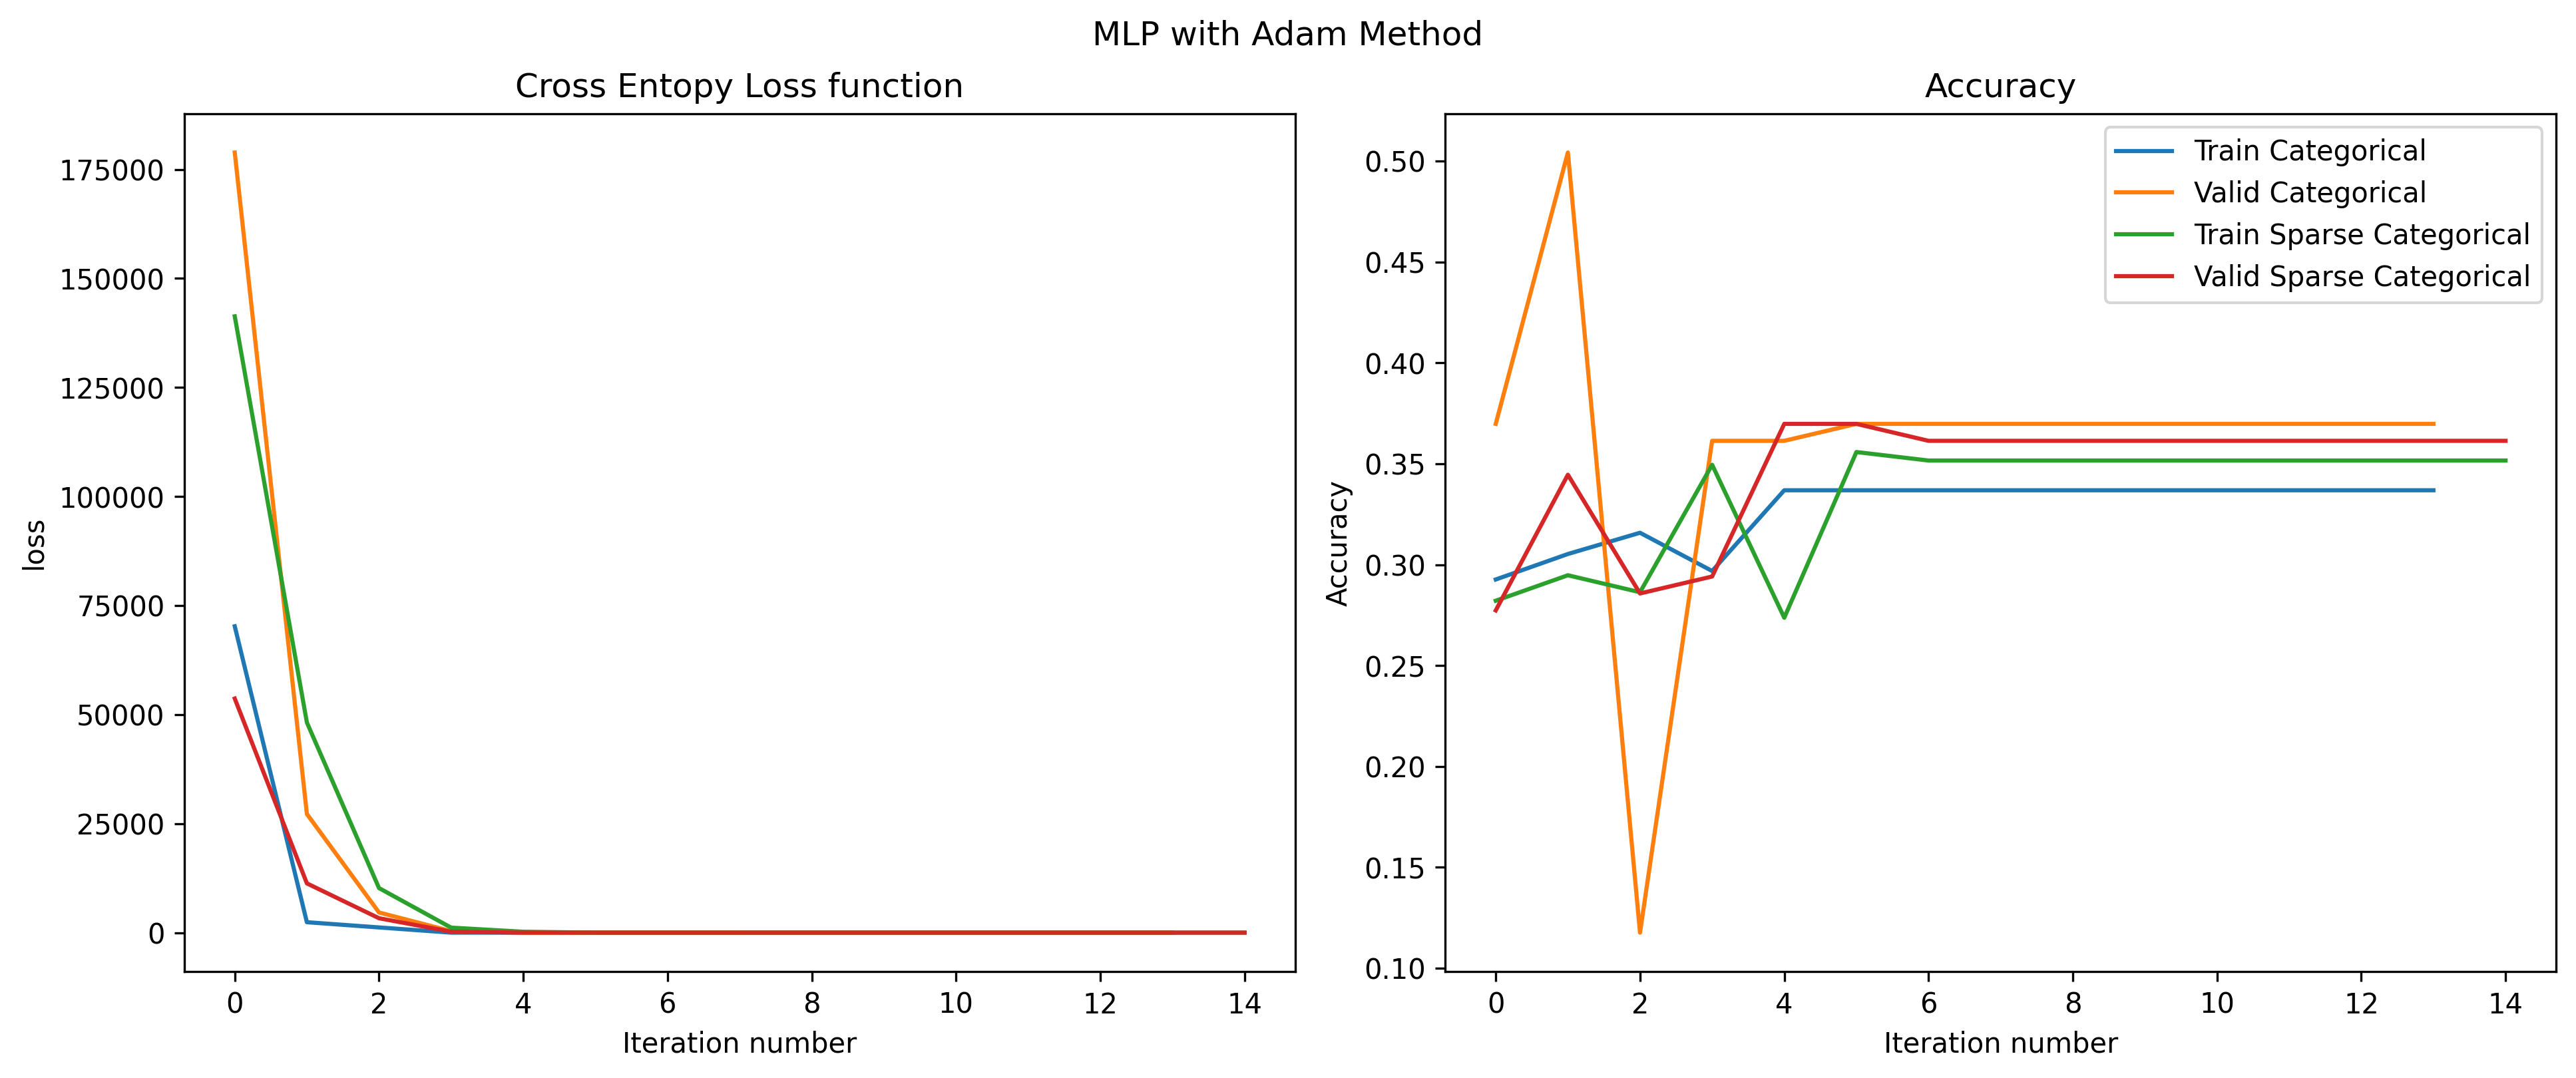 MLP with Adam Method
Cross Entopy Loss function
175000
150000
125000
100000
75000
50000
25000
0
loss
0 2 4 6 8 10 12 14
Iteration number
Accuracy
0.50
0.45
0.40
0.35
0.30
0.25
0.20
0.15
0.10
Accuracy
0 2 4 6 8 10 12 14
Iteration number
Train Categorical
Valid Categorical
Train Sparse Categorical
Valid Sparse Categorical